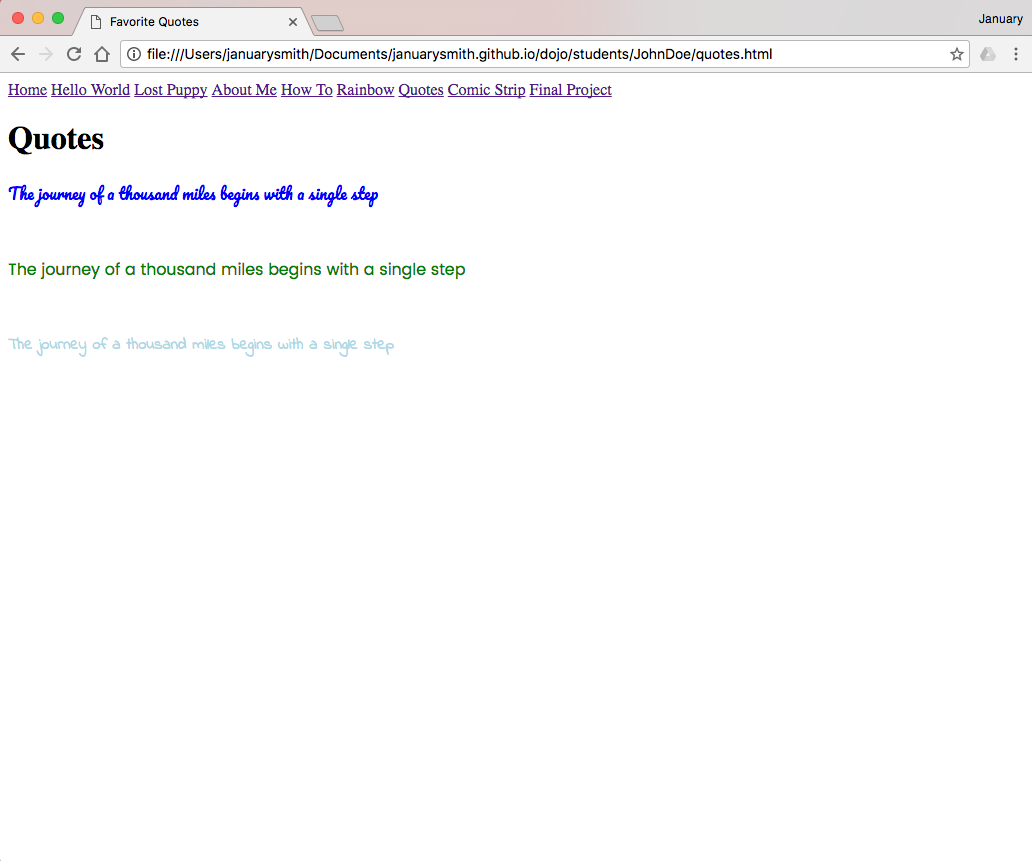 Favorite Quotes
January
file:///Users/januarysmith/Documents/januarysmith.github.io/dojo/students/JohnDoe/quotes.html
Home Hello World Lost Puppy About Me How To Rainbow Quotes Comic Strip Final Project
Quotes
The journey of a thousand miles begins with a single step
The journey of a thousand miles begins with a single step
The journey of a thousand miles begins with a single step